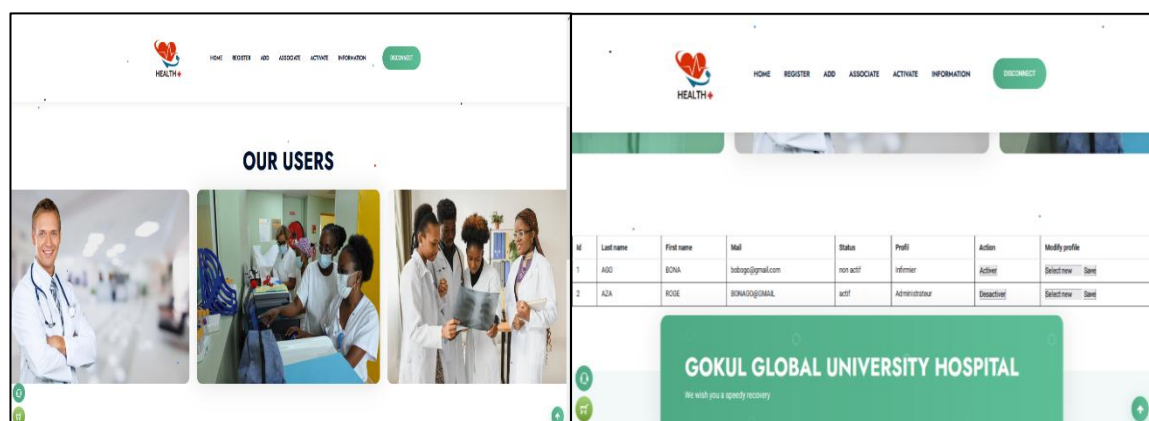 HOME REGISTER ADD ASSOCIATE ACTIVATE INFORMATION DISCONNECT
HEALTH+
OUR USERS
HOME REGISTER ADD ASSOCIATE ACTIVATE INFORMATION DISCONNECT
HEALTH+
Id Last name First name Mail Status Profil Action Modify profile
1 AGO BONA bobogo@gmail.com non actif Infirmier Activer Select new Save
2 AZA ROGE BONAGO@GMAIL actif Administrateur Desactiver Select new Save
GOKUL GLOBAL UNIVERSITY HOSPITAL
We wish you a speedy recovery